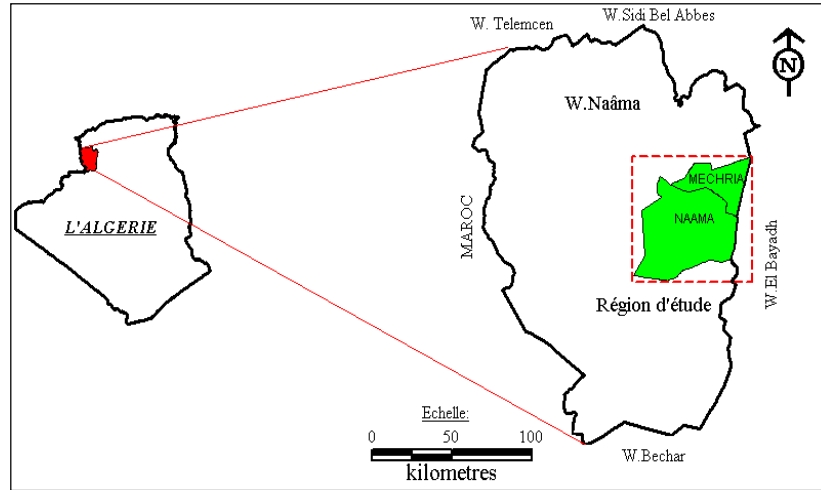 W. Telemcen
W.Sidi Bel Abbes
N
W.Naâma
MECHRIA
L'ALGERIE
NAAMA
MAROC
W.El Bayadh
Région d'étude
Echelle:
0 50 100
kilometres
W.Bechar